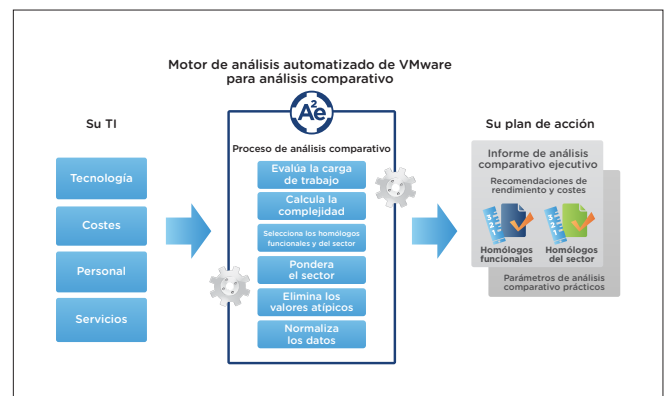 Motor de análisis automatizado de VMware
para análisis comparativo
Su TI
Tecnología
Costes
Personal
Servicios
A2e
Proceso de análisis comparativo
Evalúa la carga
de trabajo
Calcula la
complejidad
Selecciona los homólogos
funcionales y del sector
Pondera
el sector
Elimina los
valores atípicos
Normaliza
los datos
Su plan de acción
Informe de análisis
comparativo ejecutivo
Recomendaciones de
rendimiento y costes
Homólogos
funcionales
Homólogos
del sector
Parámetros de análisis
comparativo prácticos